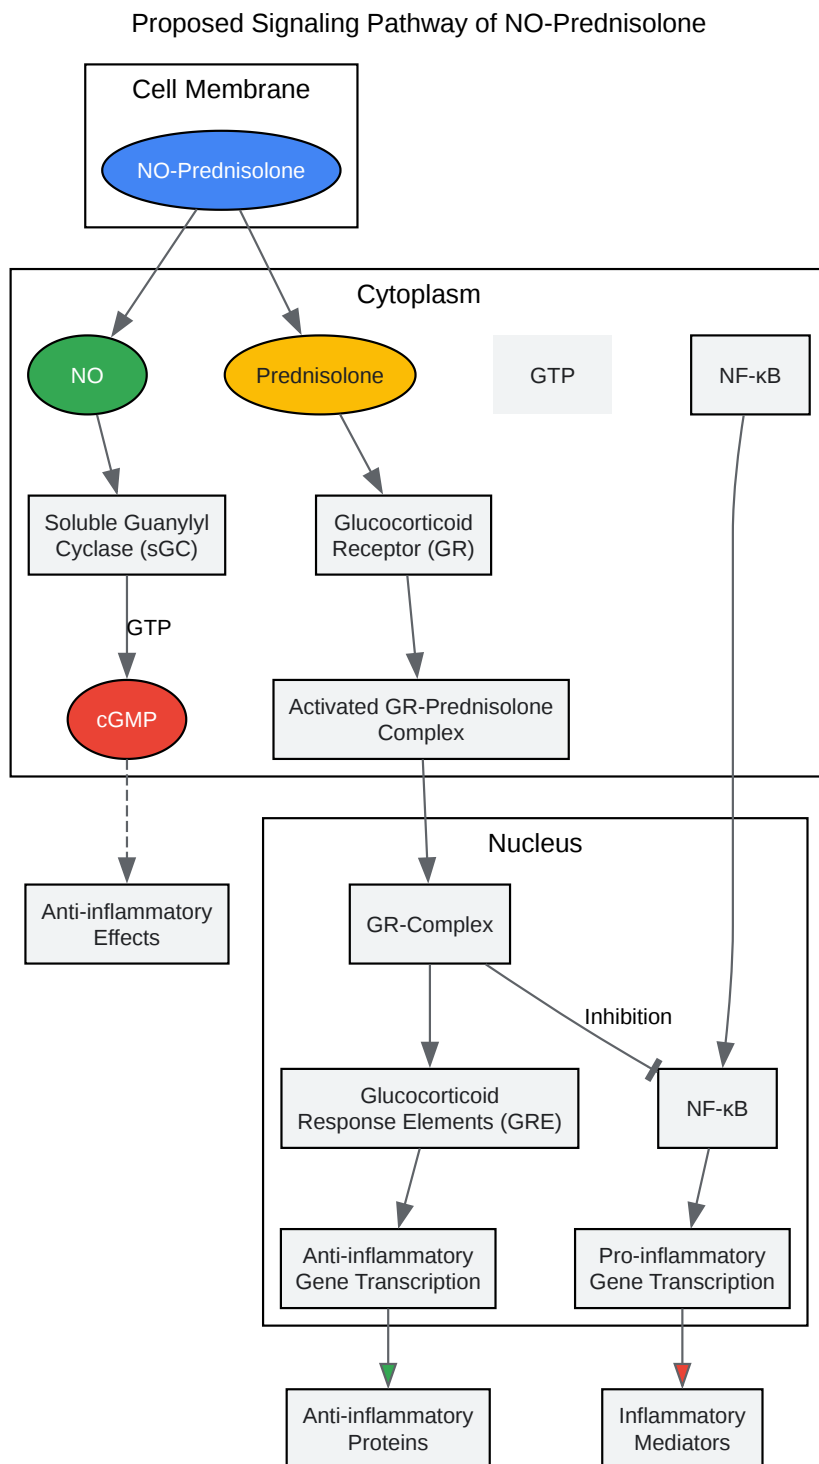 Proposed Signaling Pathway of NO-Prednisolone
Cell Membrane
NO-Prednisolone
Cytoplasm
NO
Prednisolone
GTP
NF-κB
Soluble Guanylyl
Cyclase (sGC)
Glucocorticoid
Receptor (GR)
GTP
cGMP
Activated GR-Prednisolone
Complex
Nucleus
Anti-inflammatory
Effects
GR-Complex
Inhibition
Glucocorticoid
Response Elements (GRE)
NF-κB
Anti-inflammatory
Gene Transcription
Pro-inflammatory
Gene Transcription
Anti-inflammatory
Proteins
Inflammatory
Mediators